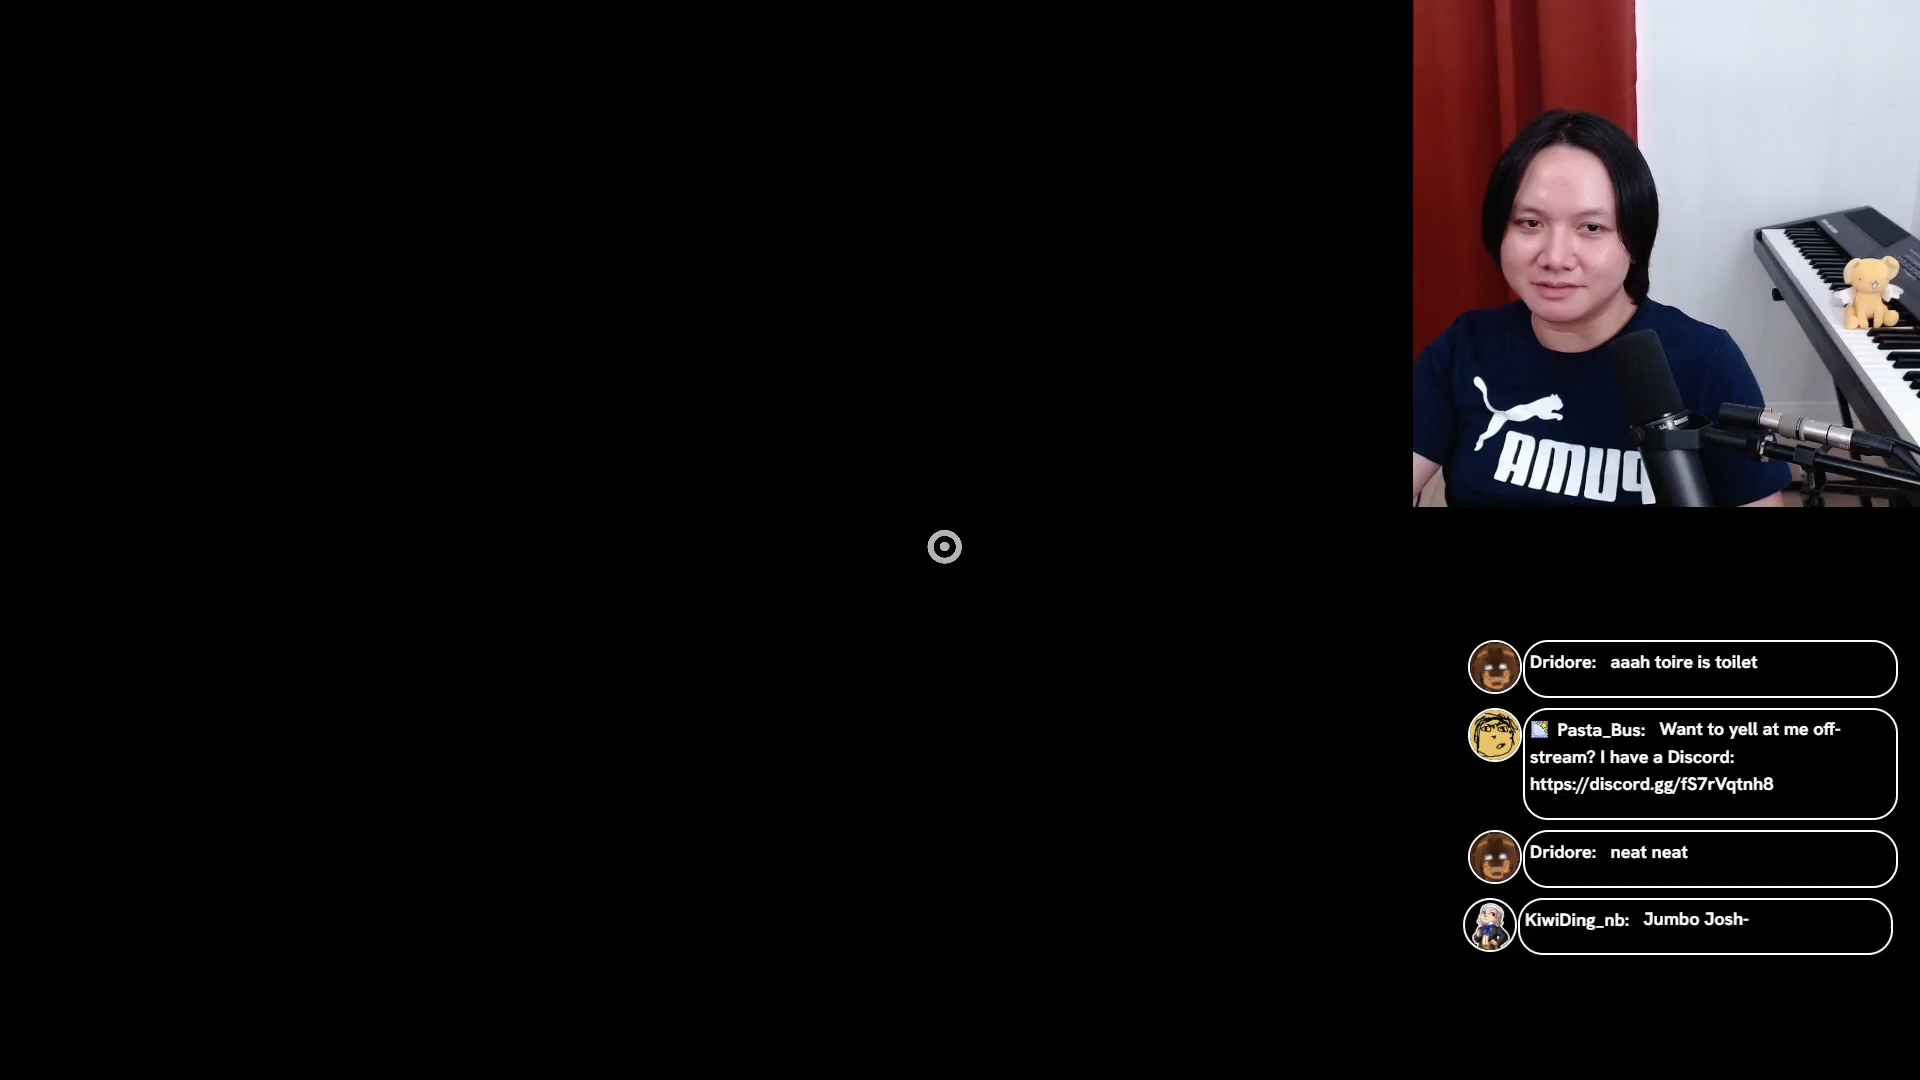 AMUP
Dridore: aaah toire is toilet
Pasta_Bus: Want to yell at me off-
stream? I have a Discord:
https://discord.gg/fS7rVqtnh8
Dridore: neat neat
KiwiDing_nb: Jumbo Josh-